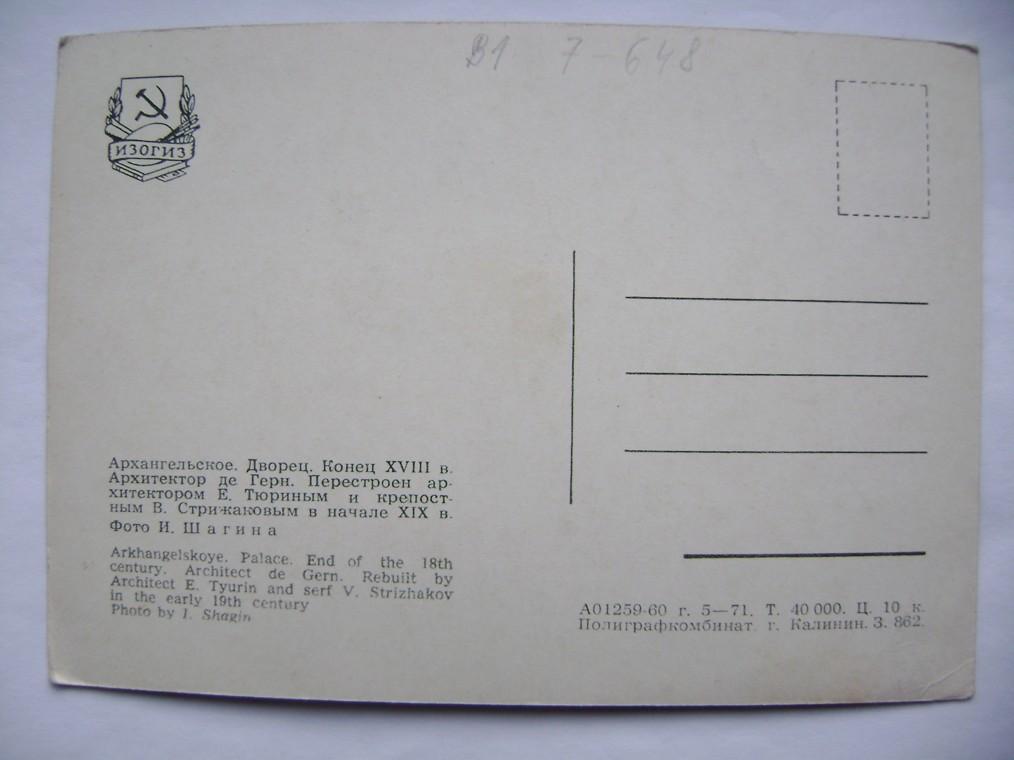 В1 7-648
ИЗОГИЗ
Архангельское. Дворец. Конец XVIII в.
Архитектор де Герн. Перестроен ар-
хитектором Е. Тюриным и крепост-
ным В. Стрижаковым в начале XIX в.
Фото И. Шагина
Arkhangelskoye. Palace. End of the 18th
century. Architect de Gern. Rebuilt by
Architect E. Tyurin and serf V. Strizhakov
in the early 19th century
Photo by I. Shagin
А01259-60 г. 5—71. Т. 40 000. Ц. 10 к.
Полиграфкомбинат г. Калинин. З. 862.